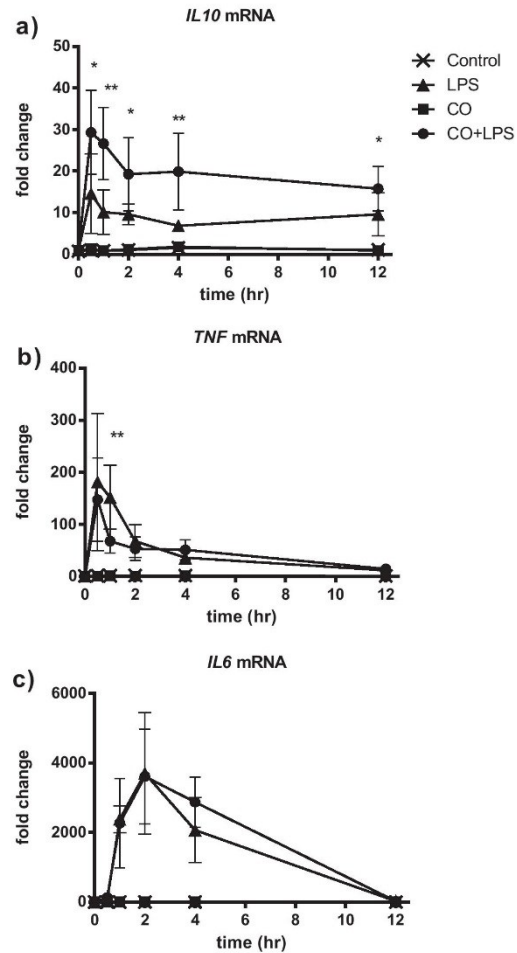 a)
IL10 mRNA
50
40
30
20
10
0
* ** * ** *
0 2 4 6 8 10 12
fold change
time (hr)
Control
LPS
CO
CO+LPS
b)
TNF mRNA
400
300
200
100
0
**
0 2 4 6 8 10 12
fold change
time (hr)
c)
IL6 mRNA
6000
4000
2000
0
0 2 4 6 8 10 12
fold change
time (hr)